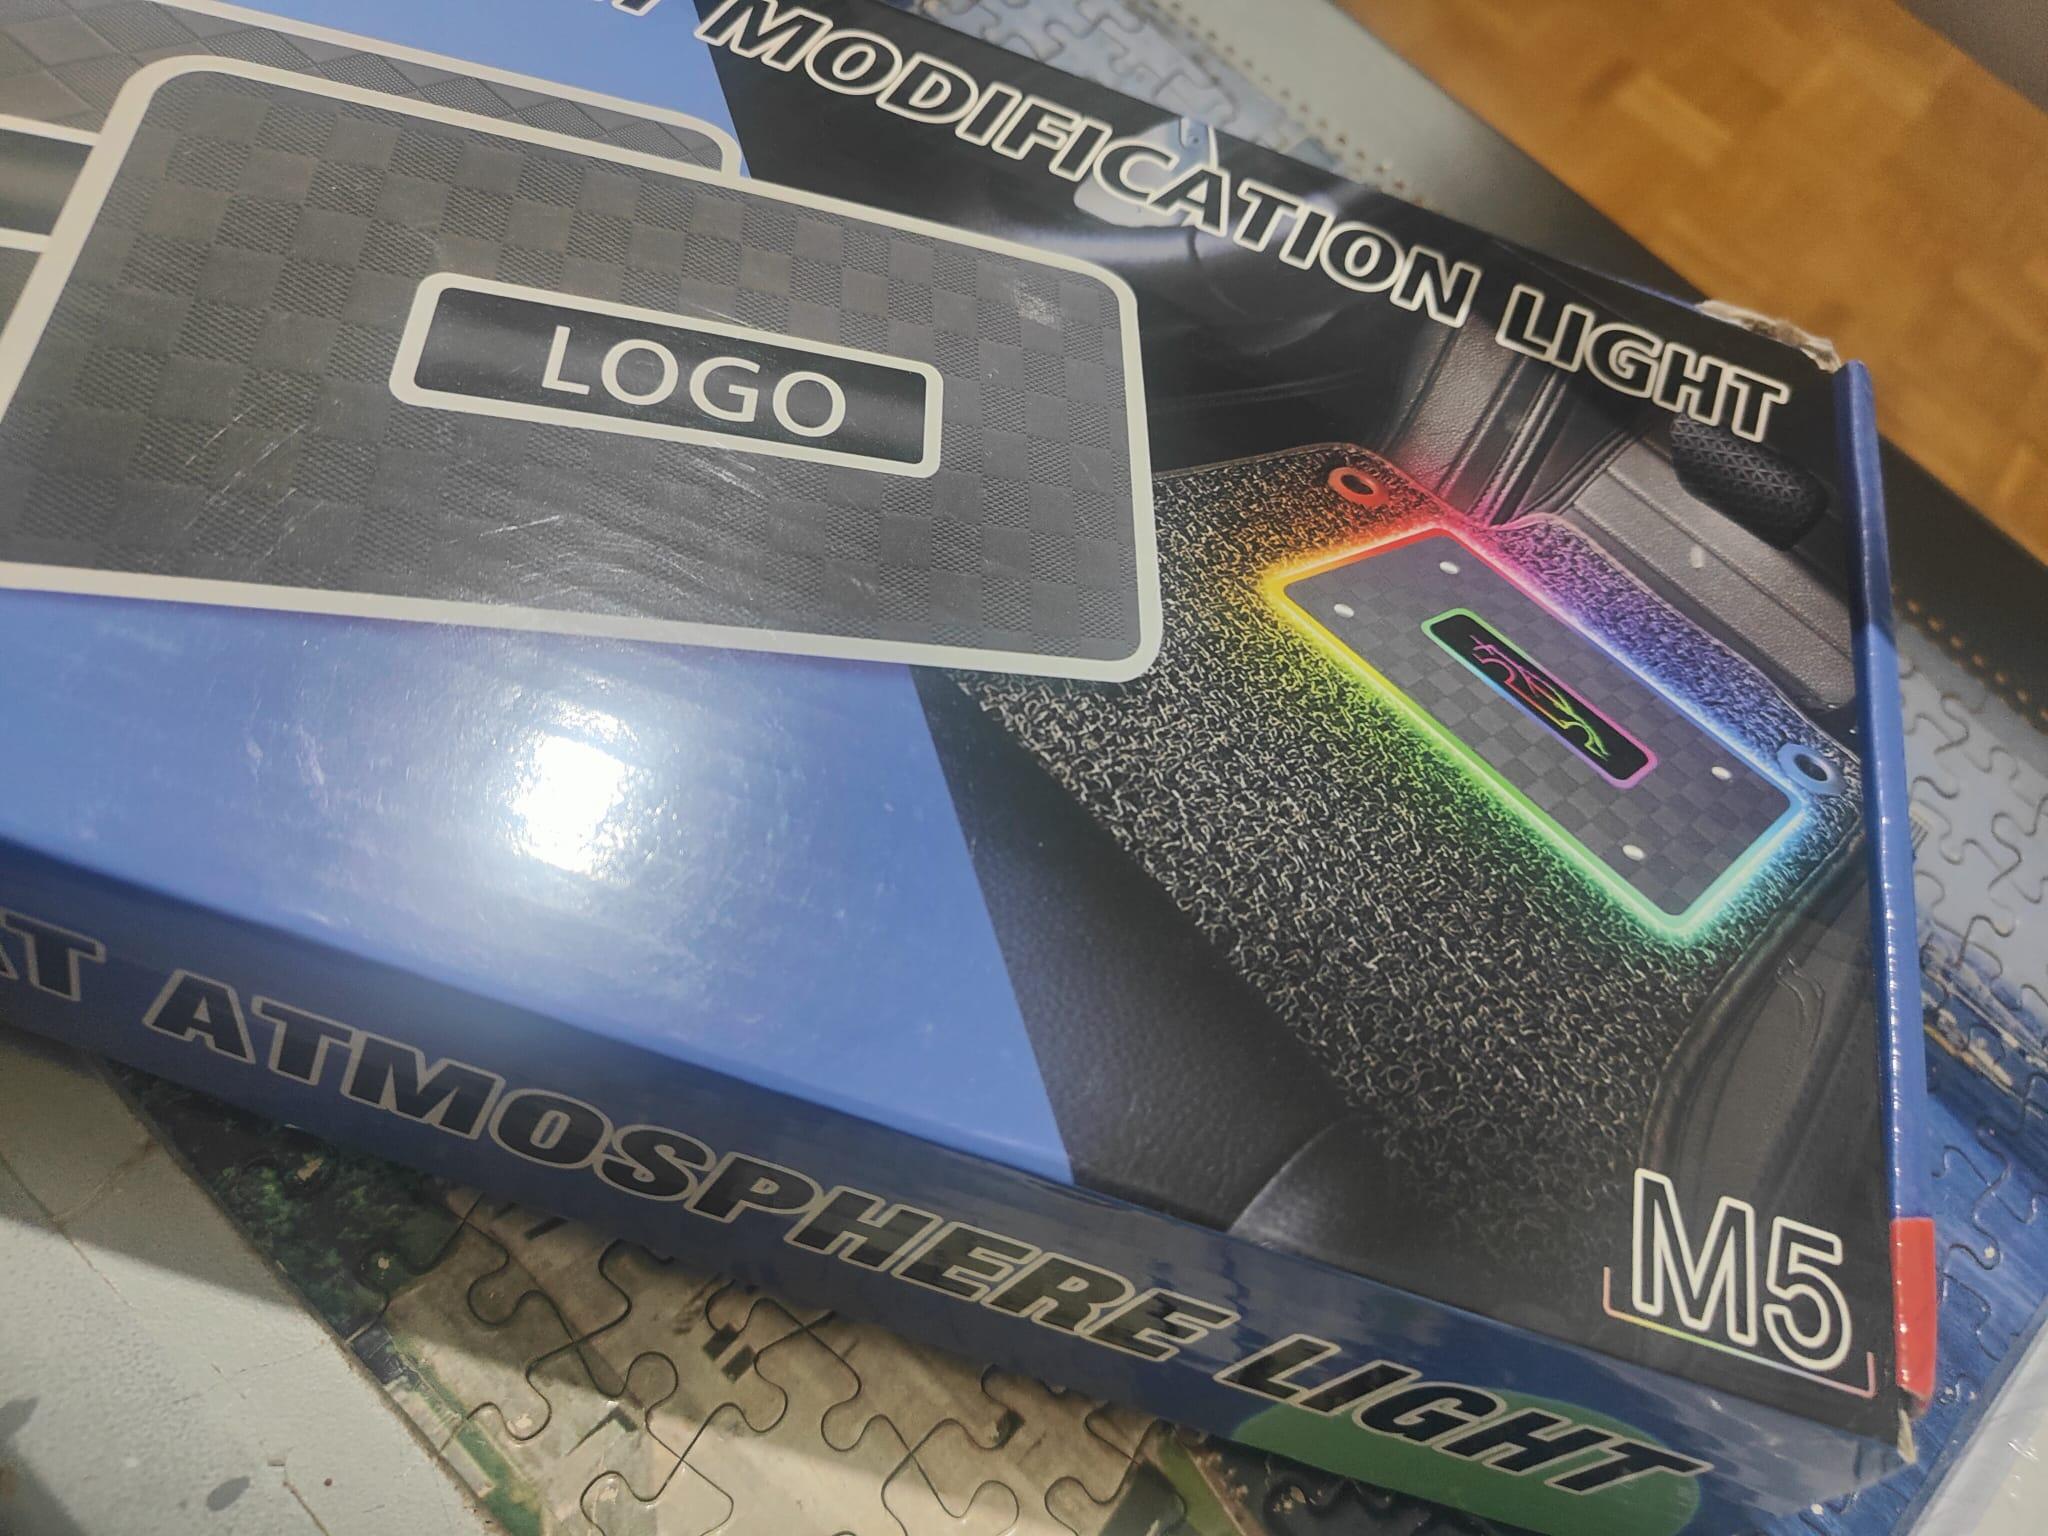 MODIFICATION LIGHT
LOGO
M5
ATMOSPHERE LIGHT